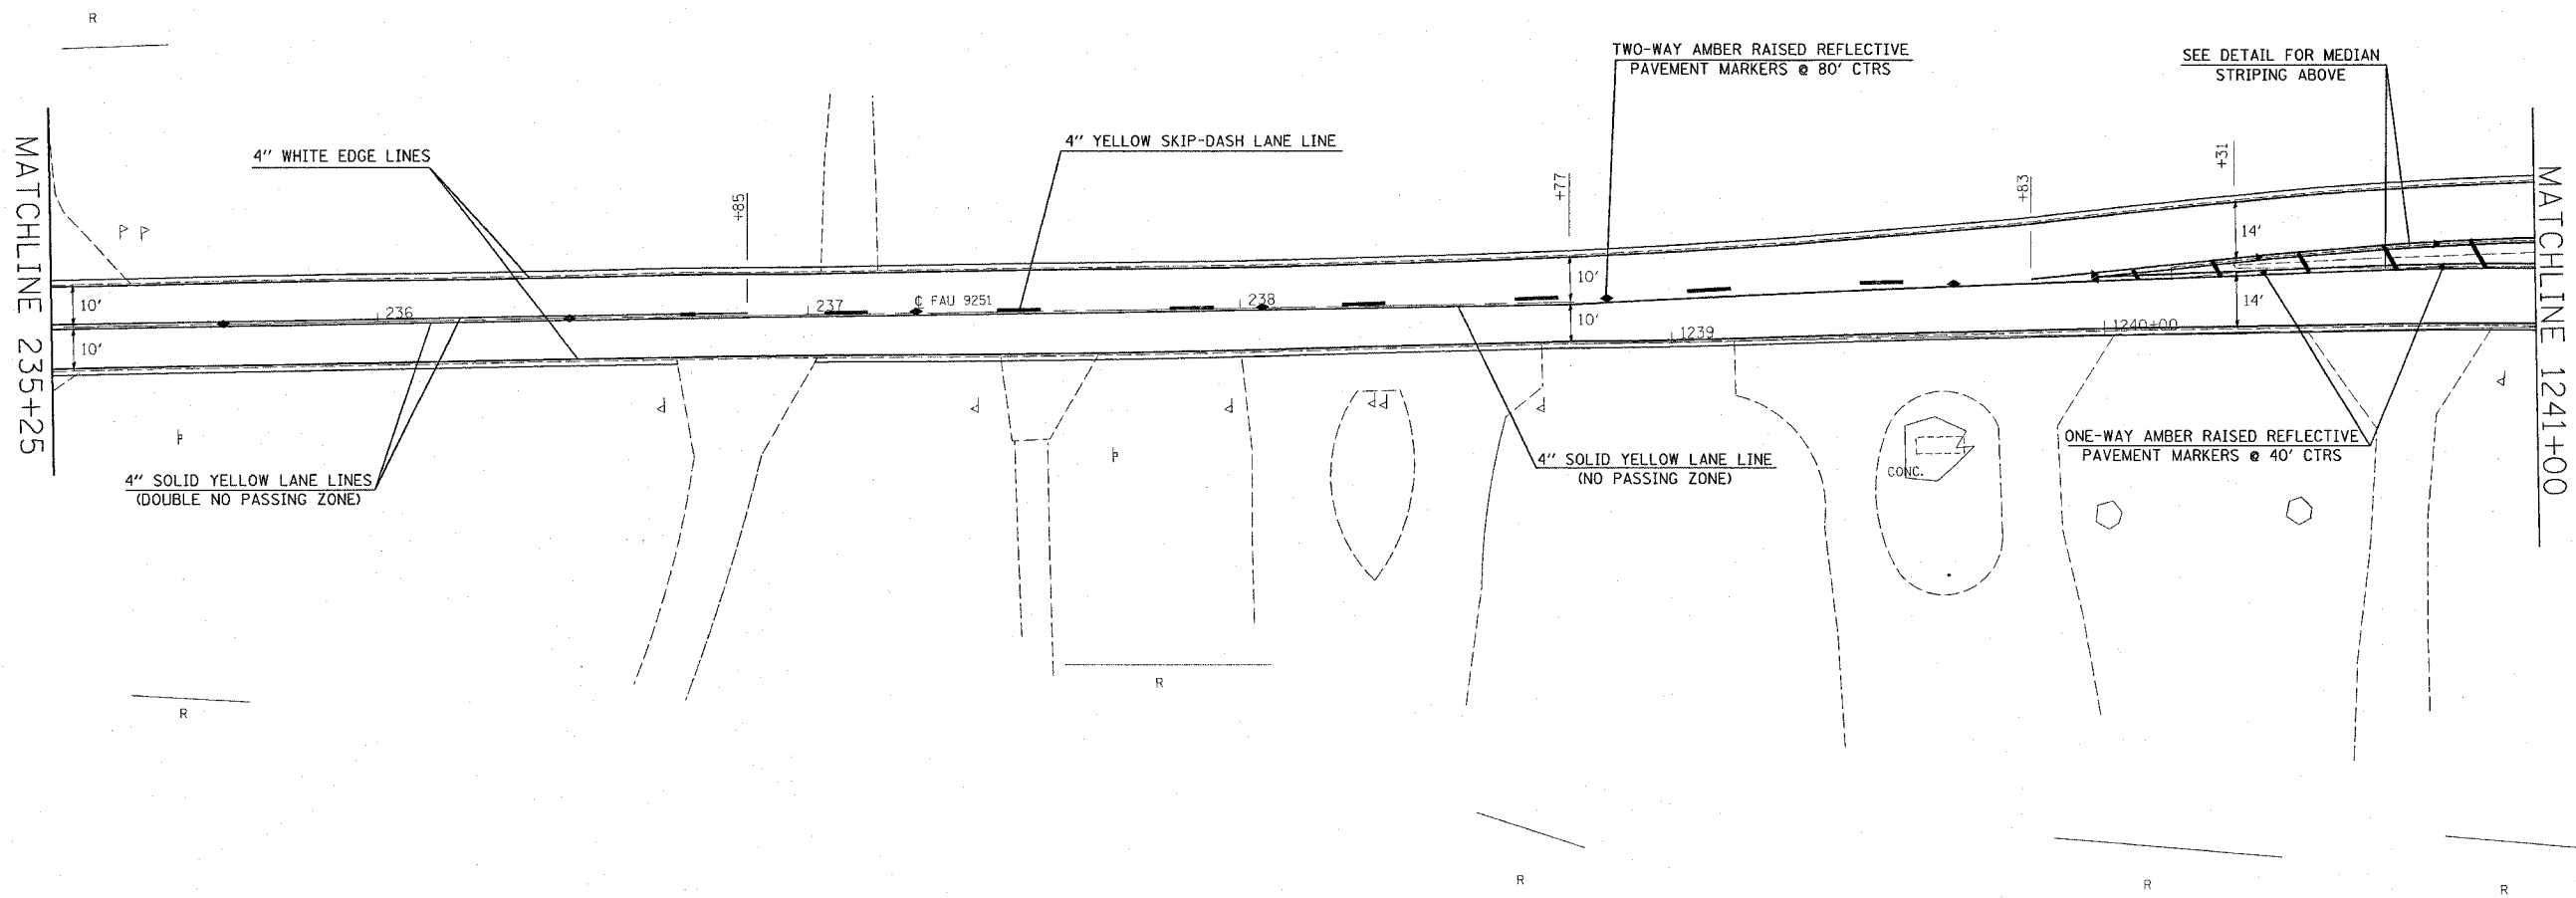 R
TWO-WAY AMBER RAISED REFLECTIVE
PAVEMENT MARKERS @ 80' CTRS
SEE DETAIL FOR MEDIAN
STRIPING ABOVE
4" WHITE EDGE LINES
4" YELLOW SKIP-DASH LANE LINE
+85
+77
+83
+31
MATCHLINE 235+25
MATCHLINE 1241+00
10'
10'
10'
10'
14'
14'
236
237
℄ FAU 9251
238
1239
1240+00
4" SOLID YELLOW LANE LINES
(DOUBLE NO PASSING ZONE)
4" SOLID YELLOW LANE LINE
(NO PASSING ZONE)
CONC.
ONE-WAY AMBER RAISED REFLECTIVE
PAVEMENT MARKERS @ 40' CTRS
R
R
R
R
R